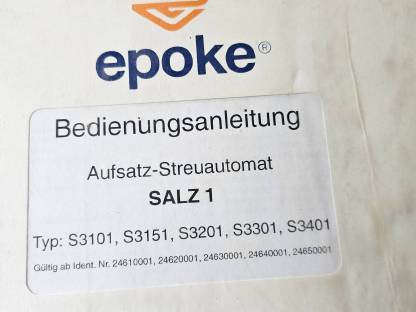 epoke®
Bedienungsanleitung
Aufsatz-Streuautomat
SALZ 1
Typ: S3101, S3151, S3201, S3301, S3401
Gültig ab Ident. Nr. 24610001, 24620001, 24630001, 24640001, 24650001